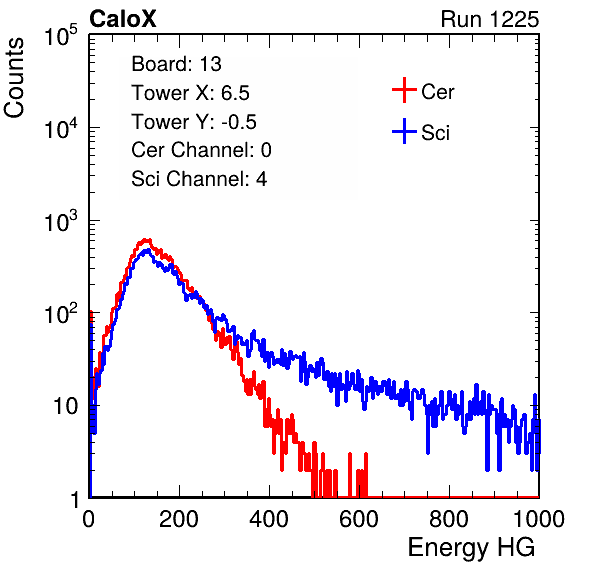 CaloX Run 1225
Counts
Board: 13
Tower X: 6.5
Tower Y: -0.5
Cer Channel: 0
Sci Channel: 4
Cer
Sci
10^5
10^4
10^3
10^2
10
1
0 200 400 600 800 1000
Energy HG